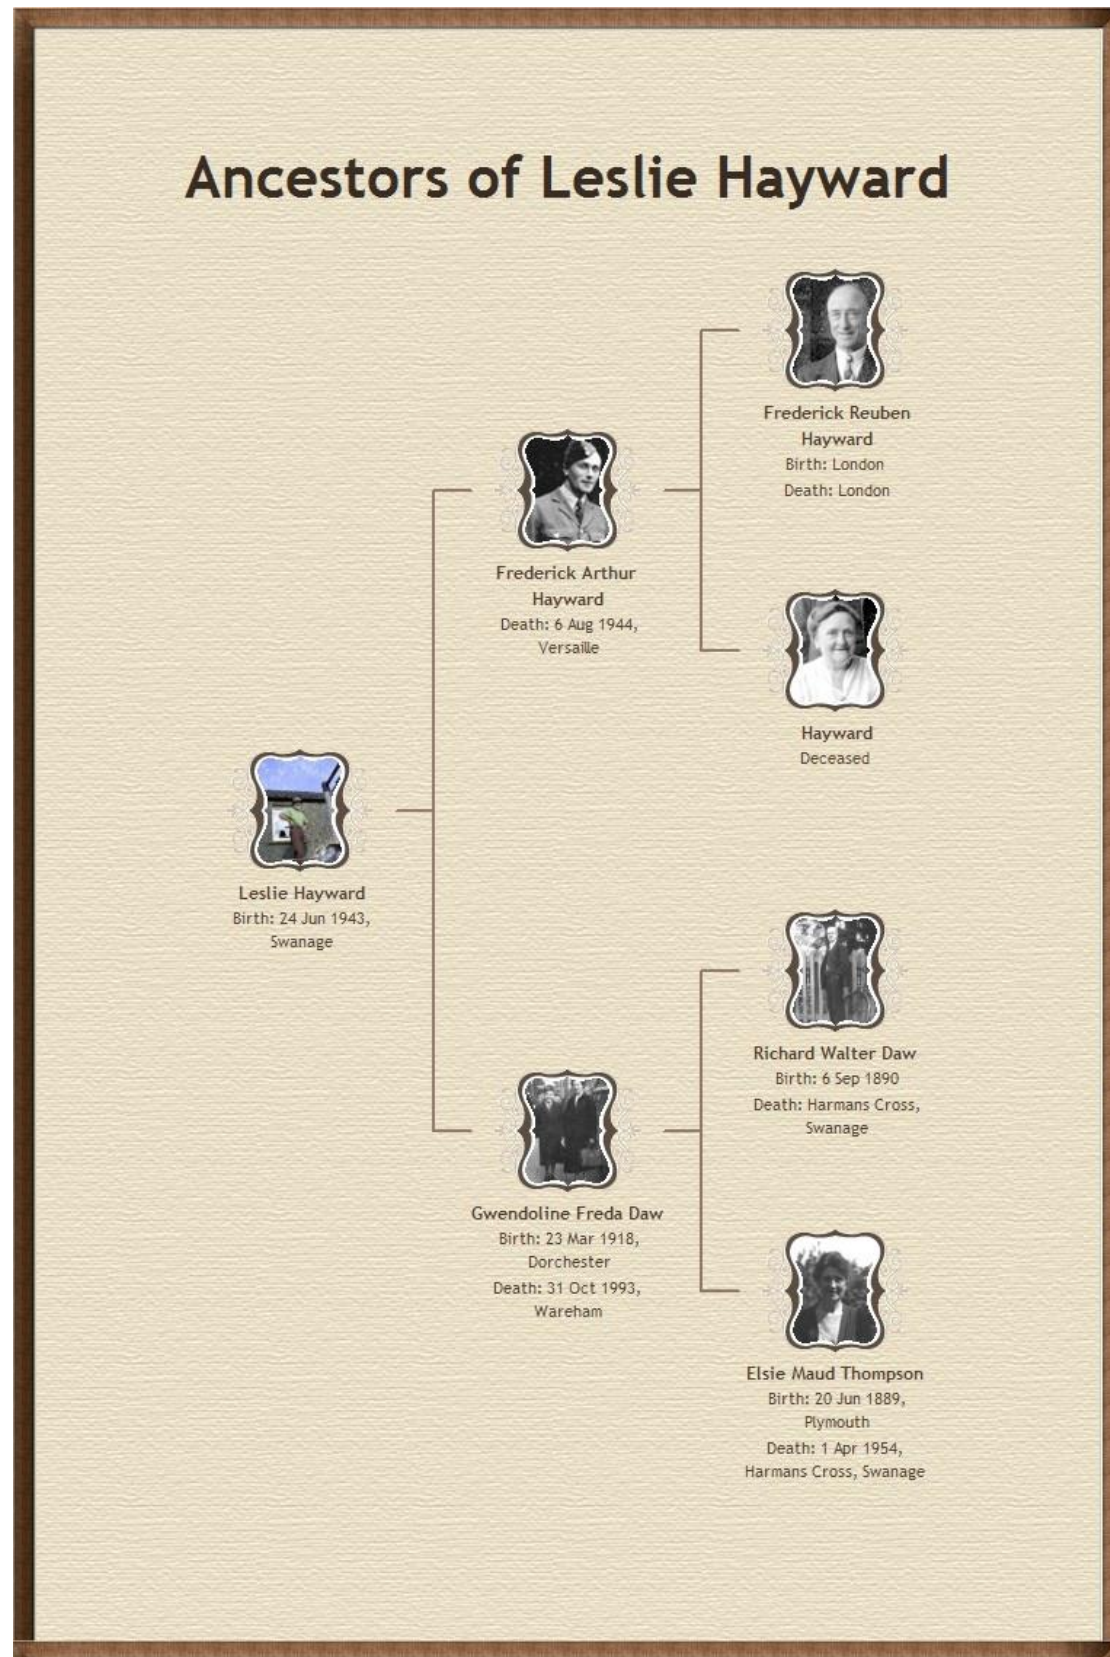 Ancestors of Leslie Hayward
Frederick Reuben
Hayward
Birth: London
Death: London
Frederick Arthur
Hayward
Death: 6 Aug 1944,
Versaille
Hayward
Deceased
Leslie Hayward
Birth: 24 Jun 1943,
Swanage
Richard Walter Daw
Birth: 6 Sep 1890
Death: Harmans Cross,
Swanage
Gwendoline Freda Daw
Birth: 23 Mar 1918,
Dorchester
Death: 31 Oct 1993,
Wareham
Elsie Maud Thompson
Birth: 20 Jun 1889,
Plymouth
Death: 1 Apr 1954,
Harmans Cross, Swanage